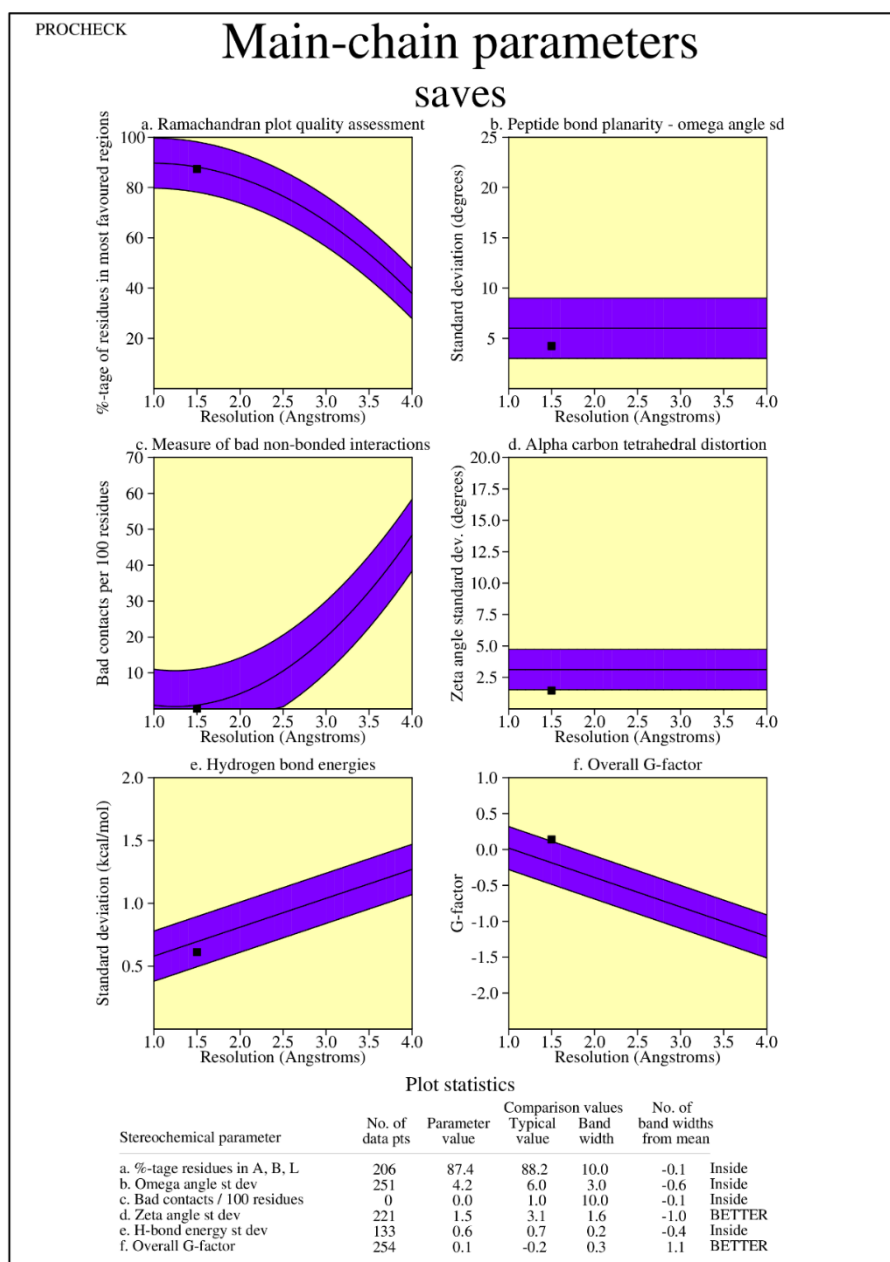 PROCHECK
Main-chain parameters
saves
a. Ramachandran plot quality assessment
%-tage of residues in most favoured regions
100
80
60
40
20
1.0 1.5 2.0 2.5 3.0 3.5 4.0
Resolution (Angstroms)
b. Peptide bond planarity - omega angle sd
Standard deviation (degrees)
25
20
15
10
5
1.0 1.5 2.0 2.5 3.0 3.5 4.0
Resolution (Angstroms)
c. Measure of bad non-bonded interactions
Bad contacts per 100 residues
70
60
50
40
30
20
10
1.0 1.5 2.0 2.5 3.0 3.5 4.0
Resolution (Angstroms)
d. Alpha carbon tetrahedral distortion
Zeta angle standard dev. (degrees)
20.0
17.5
15.0
12.5
10.0
7.5
5.0
2.5
1.0 1.5 2.0 2.5 3.0 3.5 4.0
Resolution (Angstroms)
e. Hydrogen bond energies
Standard deviation (kcal/mol)
2.0
1.5
1.0
0.5
1.0 1.5 2.0 2.5 3.0 3.5 4.0
Resolution (Angstroms)
f. Overall G-factor
G-factor
1.0
0.5
0.0
-0.5
-1.0
-1.5
-2.0
1.0 1.5 2.0 2.5 3.0 3.5 4.0
Resolution (Angstroms)
Plot statistics
Comparison values
No. of Parameter Typical Band No. of band widths
Stereochemical parameter data pts value value width from mean
a. %-tage residues in A, B, L 206 87.4 88.2 10.0 -0.1 Inside
b. Omega angle st dev 251 4.2 6.0 3.0 -0.6 Inside
c. Bad contacts / 100 residues 0 0.0 1.0 10.0 -0.1 Inside
d. Zeta angle st dev 221 1.5 3.1 1.6 -1.0 BETTER
e. H-bond energy st dev 133 0.6 0.7 0.2 -0.4 Inside
f. Overall G-factor 254 0.1 -0.2 0.3 1.1 BETTER